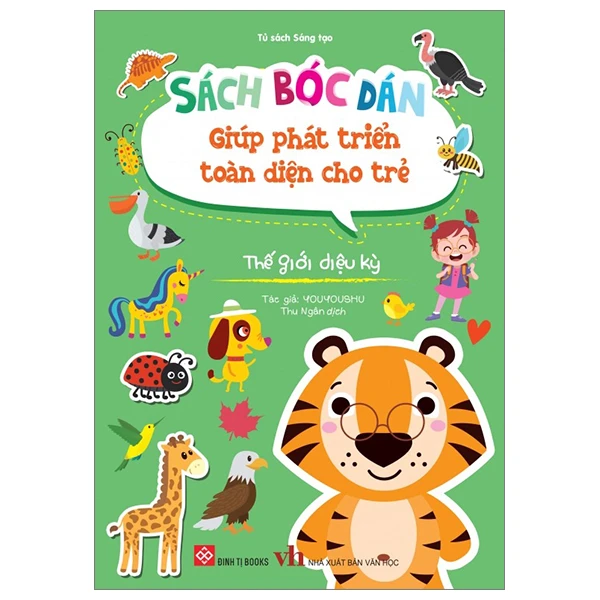 Tủ sách Sáng tạo
SÁCH BÓC DÁN
Giúp phát triển
toàn diện cho trẻ
Thế giới diệu kỳ
Tác giả: YOUYOUSHU
Thu Ngân dịch
ĐINH TỊ BOOKS
vh NHÀ XUẤT BẢN VĂN HỌC